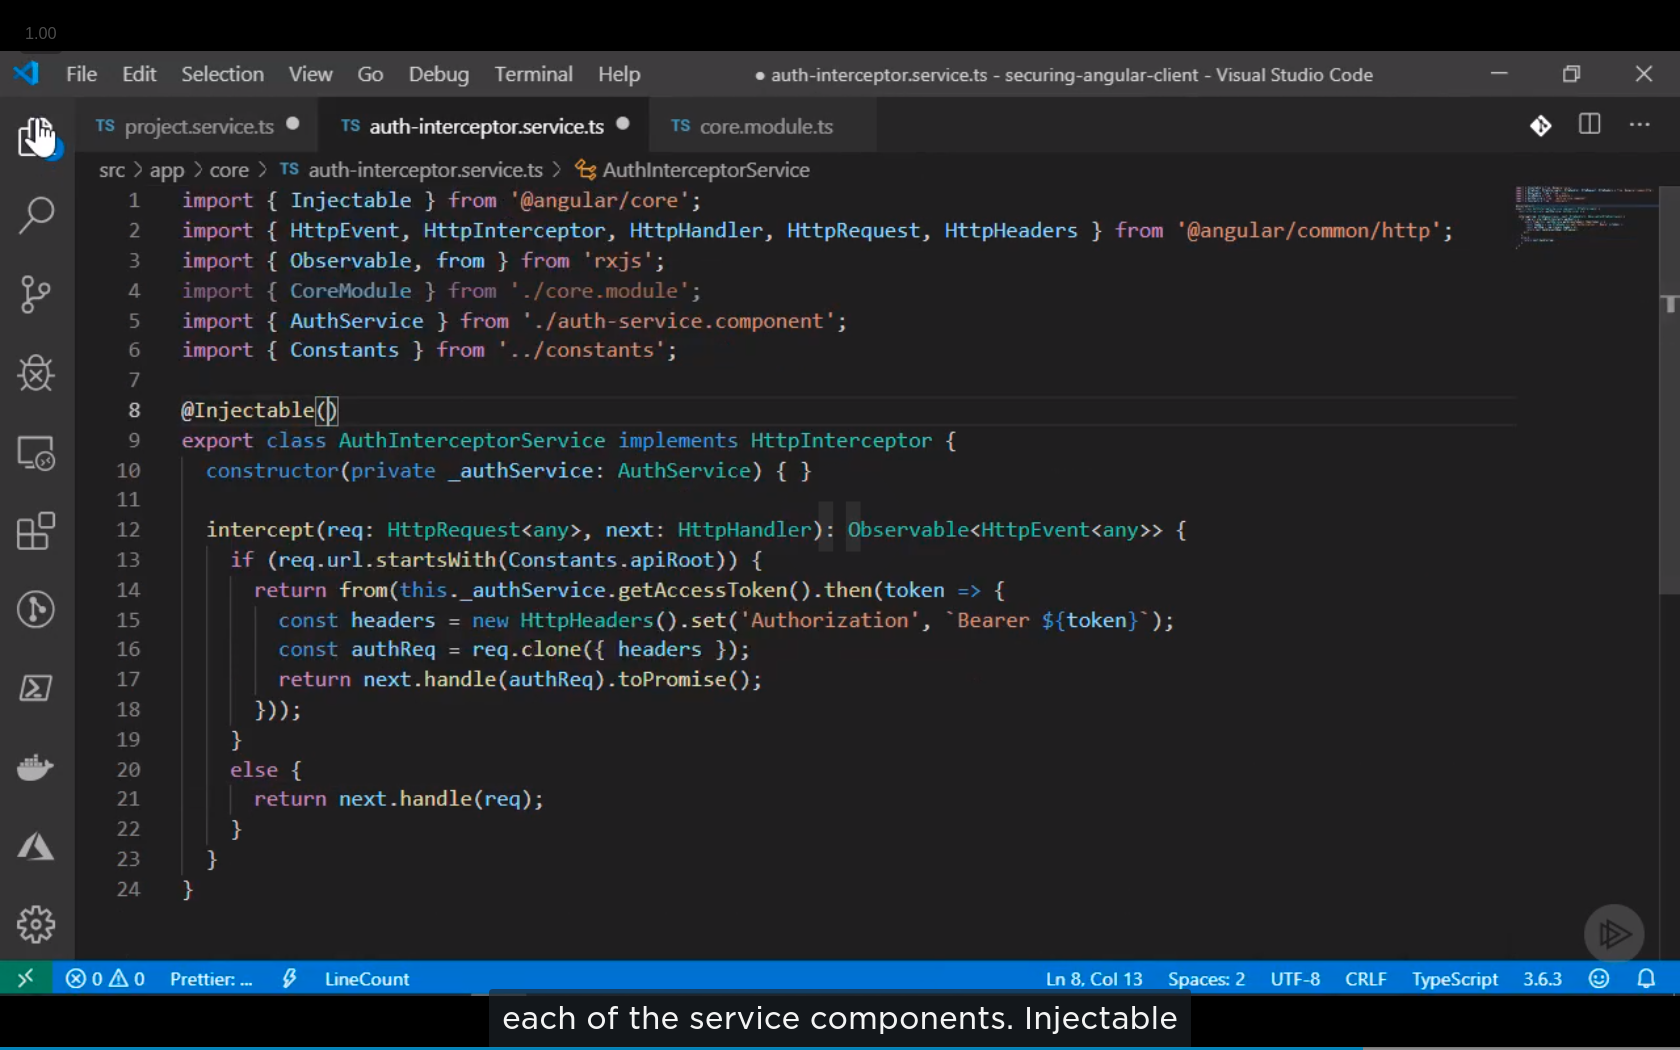 1.00
File Edit Selection View Go Debug Terminal Help ● auth-interceptor.service.ts - securing-angular-client - Visual Studio Code
TS project.service.ts TS auth-interceptor.service.ts TS core.module.ts
src > app > core > TS auth-interceptor.service.ts > AuthInterceptorService
1 import { Injectable } from '@angular/core';
2 import { HttpEvent, HttpInterceptor, HttpHandler, HttpRequest, HttpHeaders } from '@angular/common/http';
3 import { Observable, from } from 'rxjs';
4 import { CoreModule } from './core.module';
5 import { AuthService } from './auth-service.component';
6 import { Constants } from '../constants';
7
8 @Injectable()
9 export class AuthInterceptorService implements HttpInterceptor {
10 constructor(private _authService: AuthService) { }
11
12 intercept(req: HttpRequest<any>, next: HttpHandler): Observable<HttpEvent<any>> {
13 if (req.url.startsWith(Constants.apiRoot)) {
14 return from(this._authService.getAccessToken().then(token => {
15 const headers = new HttpHeaders().set('Authorization', `Bearer ${token}`);
16 const authReq = req.clone({ headers });
17 return next.handle(authReq).toPromise();
18 }));
19 }
20 else {
21 return next.handle(req);
22 }
23 }
24 }
0 0 Prettier: ... LineCount Ln 8, Col 13 Spaces: 2 UTF-8 CRLF TypeScript 3.6.3
each of the service components. Injectable